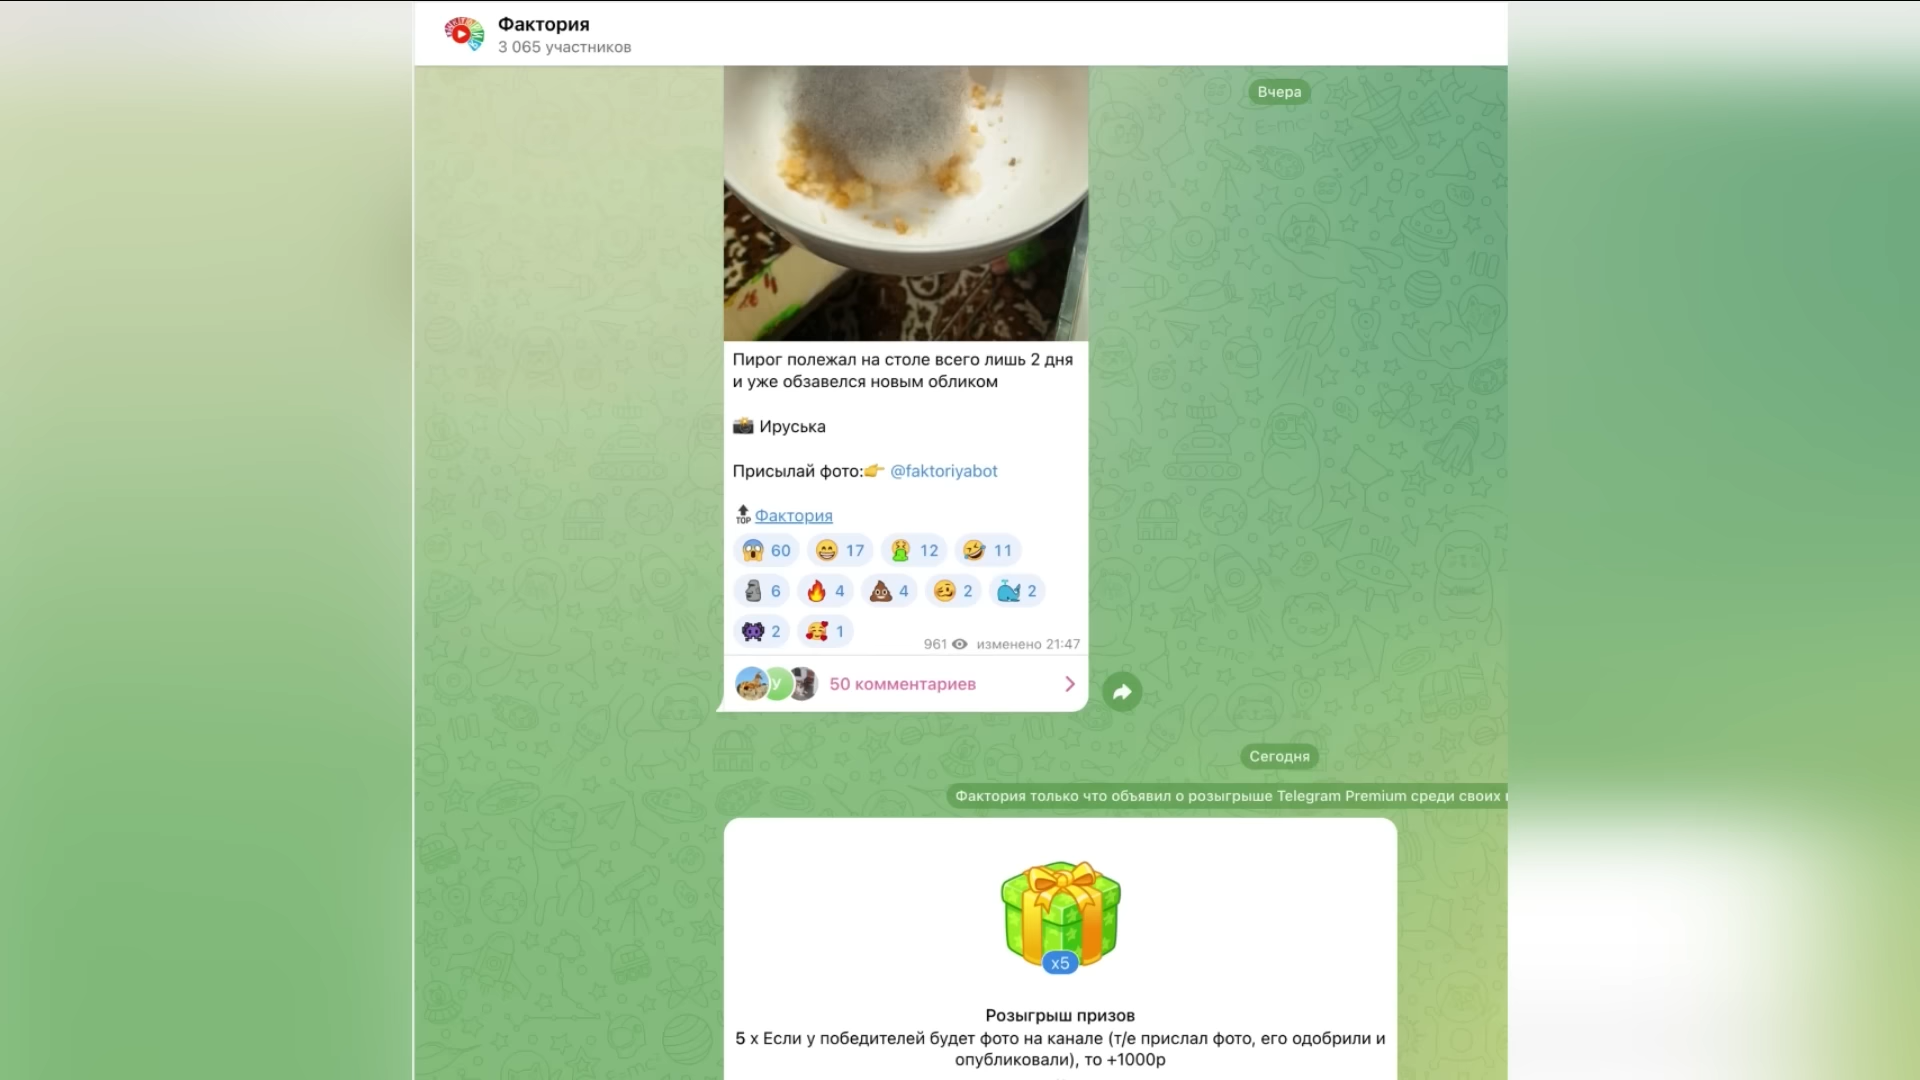 Фактория
3 065 участников
Вчера
Пирог полежал на столе всего лишь 2 дня
и уже обзавелся новым обликом
📸 Ируська
Присылай фото:👉 @faktoriyabot
🔝 Фактория
😱 60 😁 17 🤮 12 🤣 11
🗿 6 🔥 4 💩 4 🥴 2 🐳 2
👾 2 🥰 1
961 изменено 21:47
У
50 комментариев
Сегодня
Фактория только что объявил о розыгрыше Telegram Premium среди своих
x5
Розыгрыш призов
5 x Если у победителей будет фото на канале (т/е прислал фото, его одобрили и
опубликовали), то +1000р